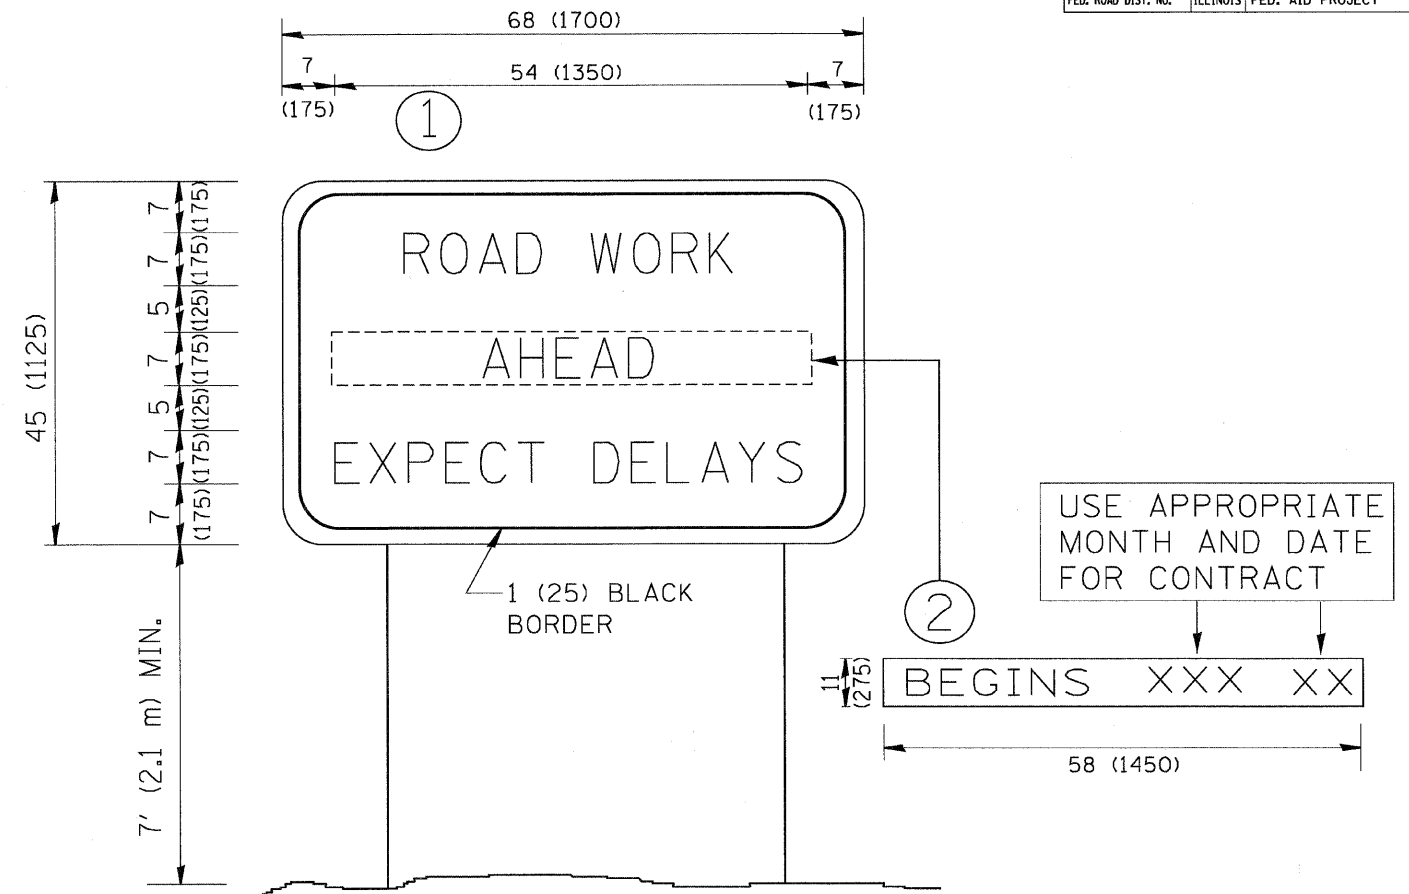 FED. ROAD DIST. NO. ILLINOIS FED. AID PROJECT
68 (1700)
7 54 (1350) 7
(175) (175)
1
45 (1125)
7 (175)
7 (175)
5 (125)
7 (175)
5 (125)
7 (175)
7 (175)
ROAD WORK
AHEAD
EXPECT DELAYS
1 (25) BLACK
BORDER
7' (2.1 m) MIN.
2
USE APPROPRIATE
MONTH AND DATE
FOR CONTRACT
11 (275)
BEGINS XXX XX
58 (1450)